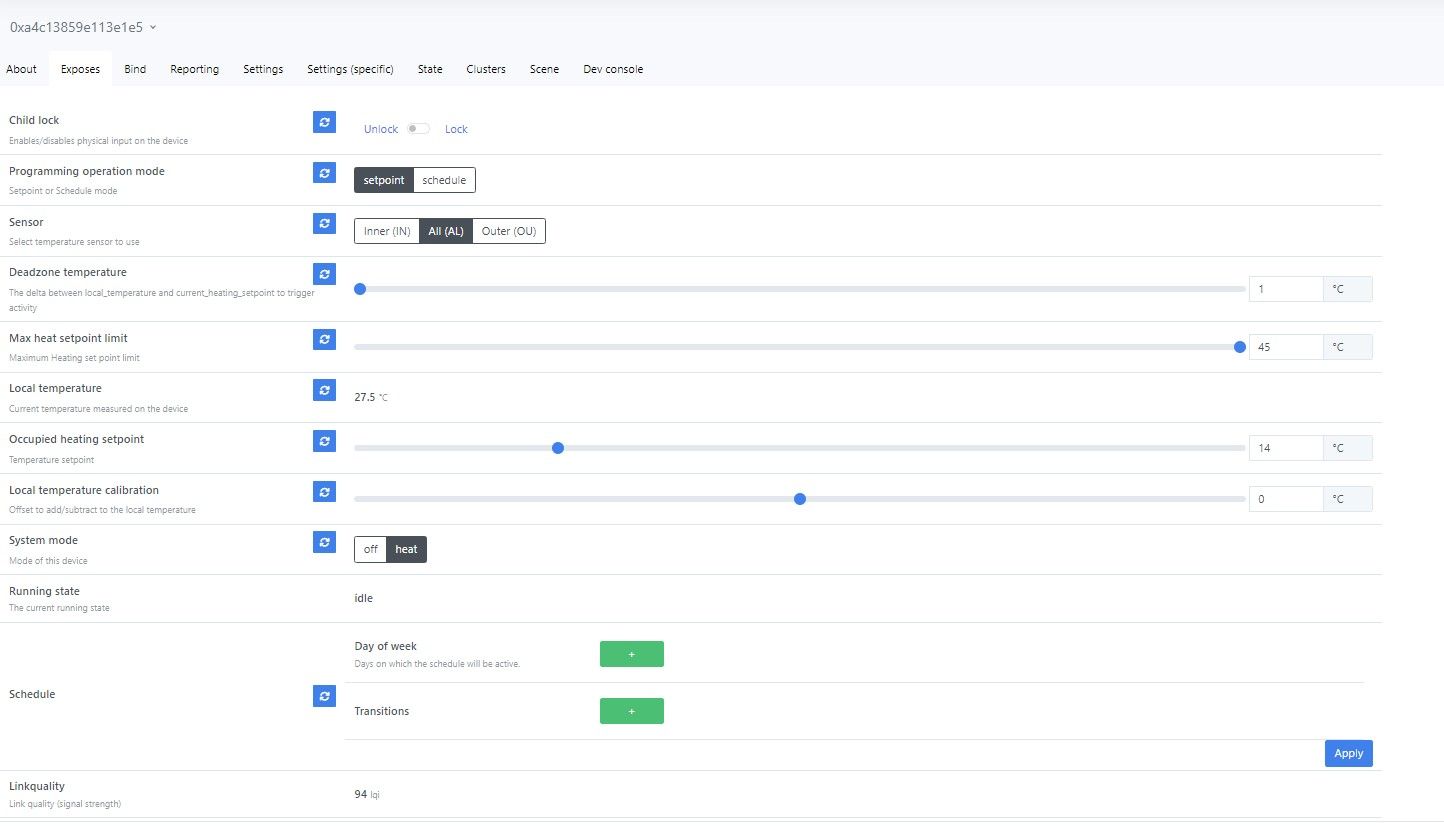 0xa4c13859e113e1e5
About Exposes Bind Reporting Settings Settings (specific) State Clusters Scene Dev console
Child lock
Enables/disables physical input on the device
Unlock Lock
Programming operation mode
Setpoint or Schedule mode
setpoint schedule
Sensor
Select temperature sensor to use
Inner (IN) All (AL) Outer (OU)
Deadzone temperature
The delta between local_temperature and current_heating_setpoint to trigger
activity
1 °C
Max heat setpoint limit
Maximum Heating set point limit
45 °C
Local temperature
Current temperature measured on the device
27.5 °C
Occupied heating setpoint
Temperature setpoint
14 °C
Local temperature calibration
Offset to add/subtract to the local temperature
0 °C
System mode
Mode of this device
off heat
Running state
The current running state
idle
Schedule
Day of week
Days on which the schedule will be active.
+
Transitions
+
Apply
Linkquality
Link quality (signal strength)
94 lqi